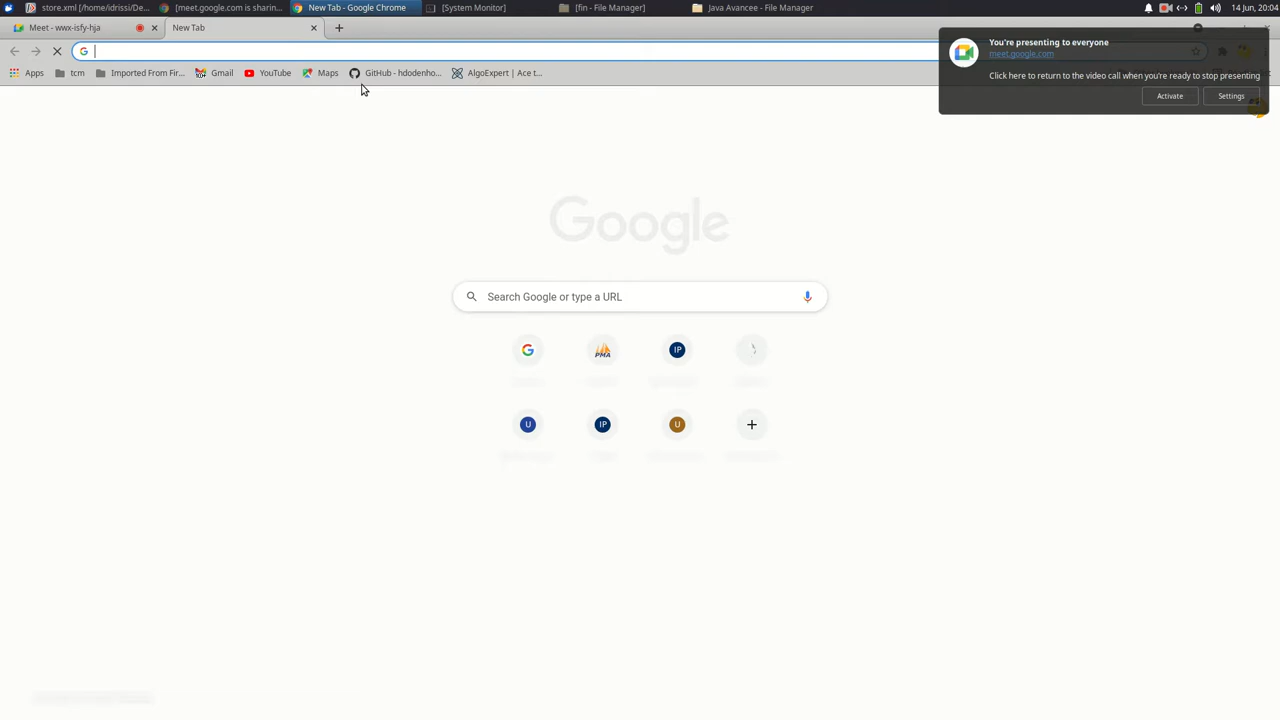 store.xml [/home/idrissi/De...
[meet.google.com is sharin...
New Tab - Google Chrome
[System Monitor]
[fin - File Manager]
Java Avancee - File Manager
14 Jun, 20:04
Meet - wwx-isfy-hja
New Tab
You're presenting to everyone
meet.google.com
Click here to return to the video call when you're ready to stop presenting
Activate
Settings
Apps
tcm
Imported From Fir...
Gmail
YouTube
Maps
GitHub - hdodenho...
AlgoExpert | Ace t...
Google
Search Google or type a URL
G
PMA
IP
U
IP
U